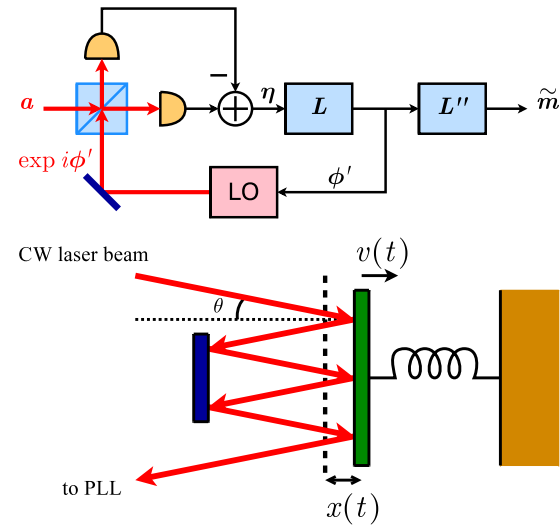 −
a
η
L
L''
m̃
exp iϕ'
LO
ϕ'
CW laser beam
v(t)
θ
to PLL
x(t)